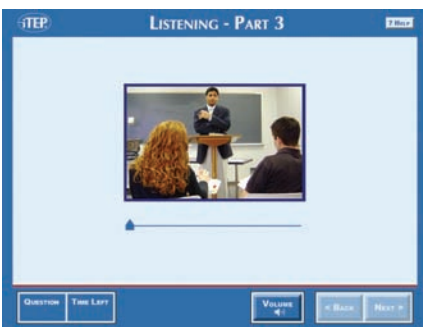 iTEP
LISTENING - PART 3
? HELP
QUESTION
TIME LEFT
VOLUME
< BACK
NEXT >